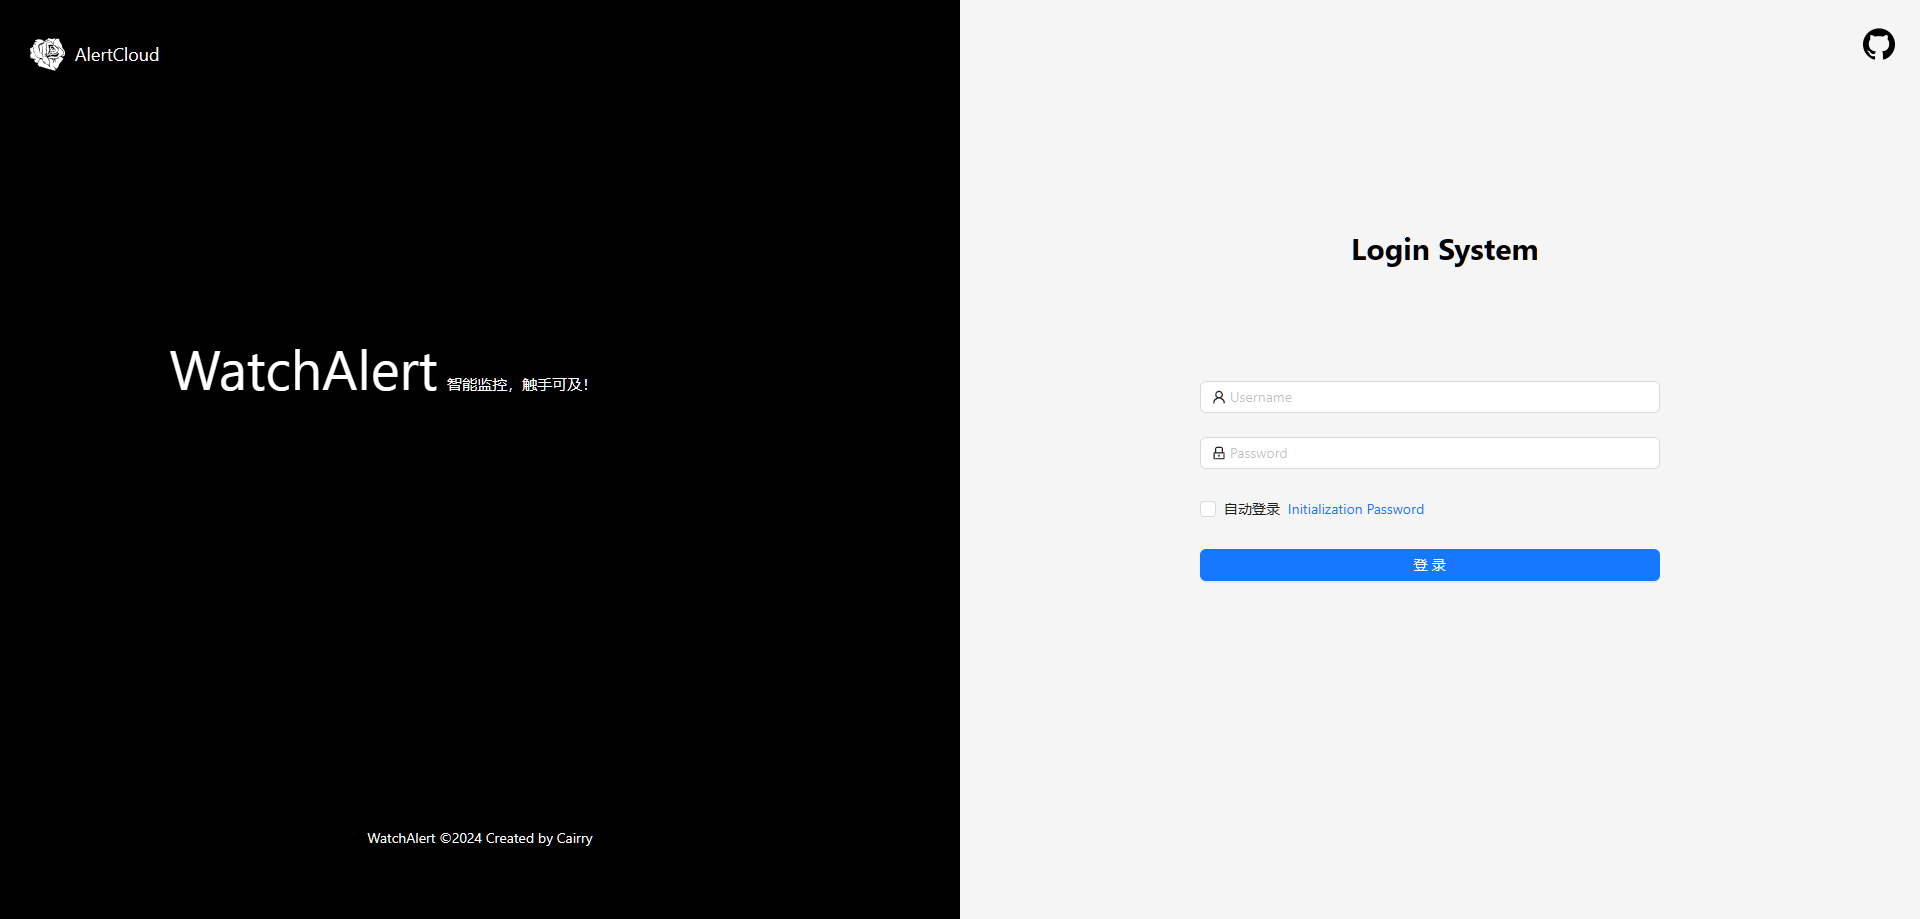 AlertCloud
WatchAlert 智能监控，触手可及！
WatchAlert ©2024 Created by Cairry
Login System
Username
Password
自动登录 Initialization Password
登 录